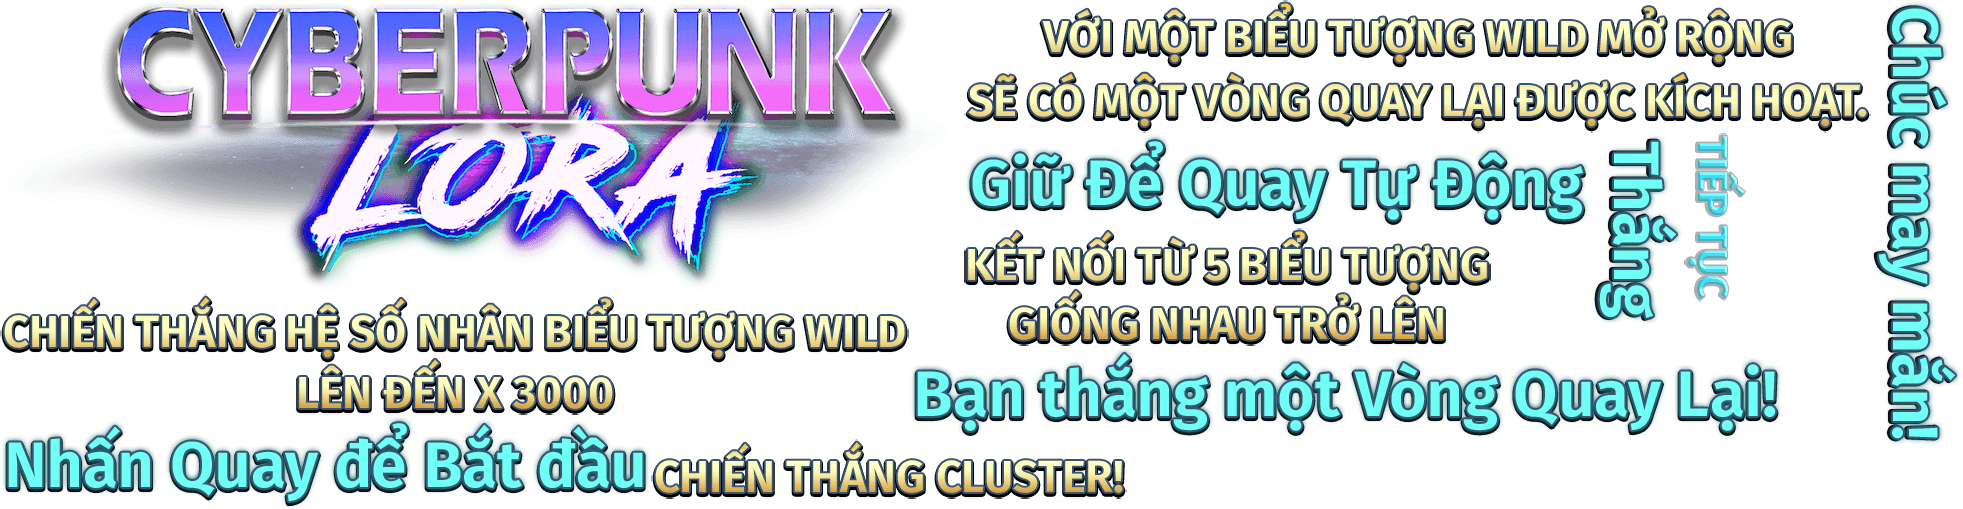 CYBERPUNK
LORA
VỚI MỘT BIỂU TƯỢNG WILD MỞ RỘNG
SẼ CÓ MỘT VÒNG QUAY LẠI ĐƯỢC KÍCH HOẠT.
Giữ Để Quay Tự Động
Thắng
TIẾP TỤC
Chúc may mắn!
KẾT NỐI TỪ 5 BIỂU TƯỢNG
GIỐNG NHAU TRỞ LÊN
CHIẾN THẮNG HỆ SỐ NHÂN BIỂU TƯỢNG WILD
LÊN ĐẾN X 3000
Bạn thắng một Vòng Quay Lại!
Nhấn Quay để Bắt đầu
CHIẾN THẮNG CLUSTER!